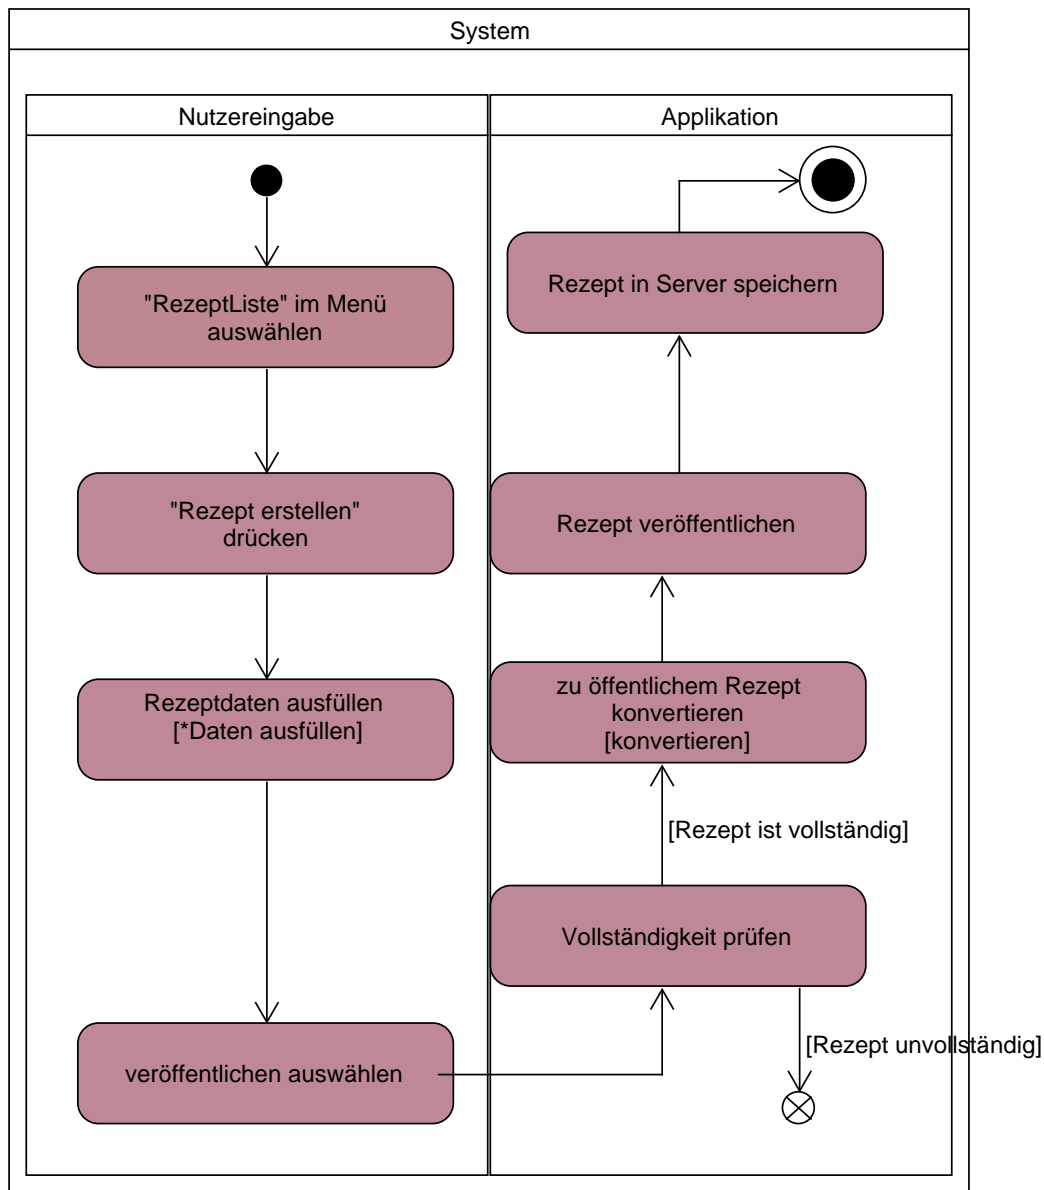 System
Nutzereingabe
Applikation
"RezeptListe" im Menü
auswählen
"Rezept erstellen"
drücken
Rezeptdaten ausfüllen
[*Daten ausfüllen]
veröffentlichen auswählen
Rezept in Server speichern
Rezept veröffentlichen
zu öffentlichem Rezept
konvertieren
[konvertieren]
[Rezept ist vollständig]
Vollständigkeit prüfen
[Rezept unvollständig]